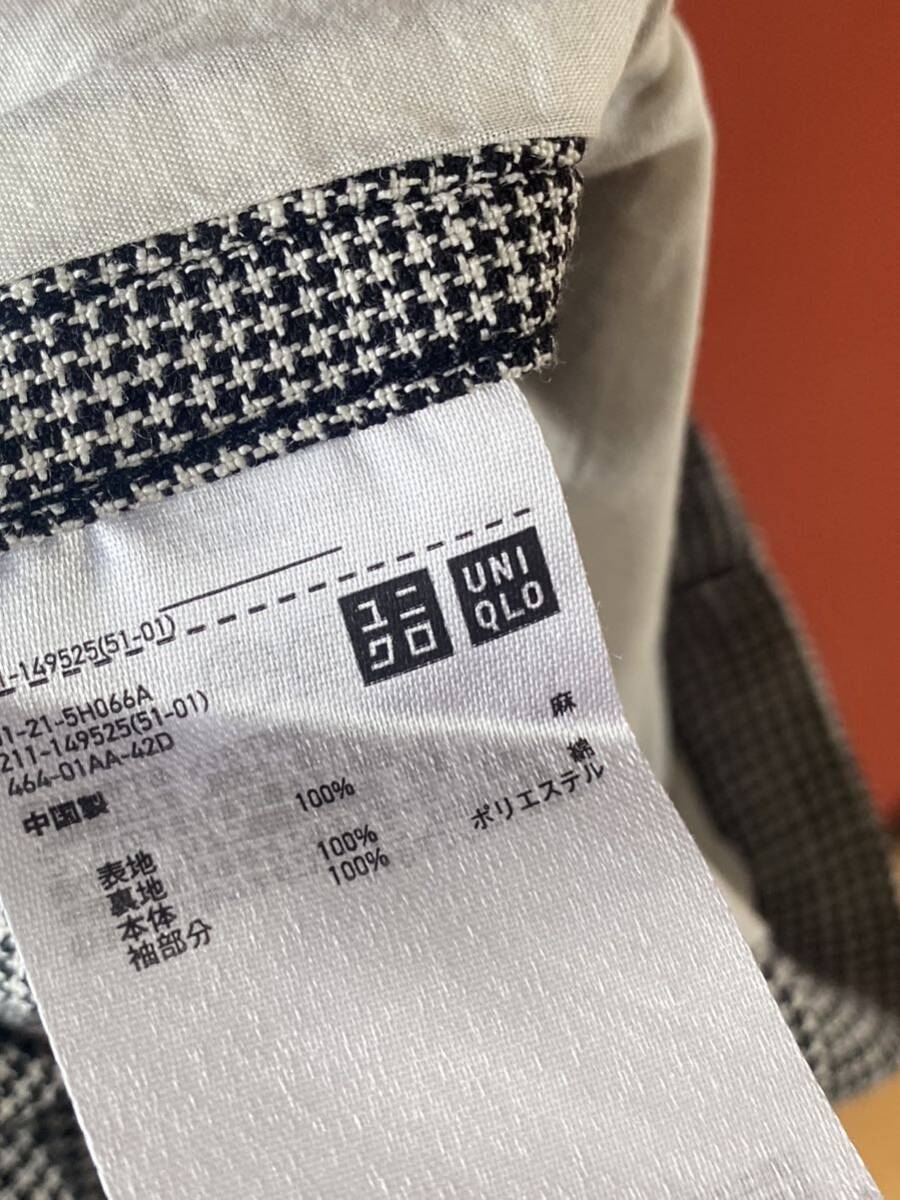 ユニ
クロ
UNI
QLO
-149525(51-01)
01-21-5H066A
211-149525(51-01)
464-01AA-42D
中国製
表地 100% 麻
裏地
本体 100% 綿
袖部分 100% ポリエステル